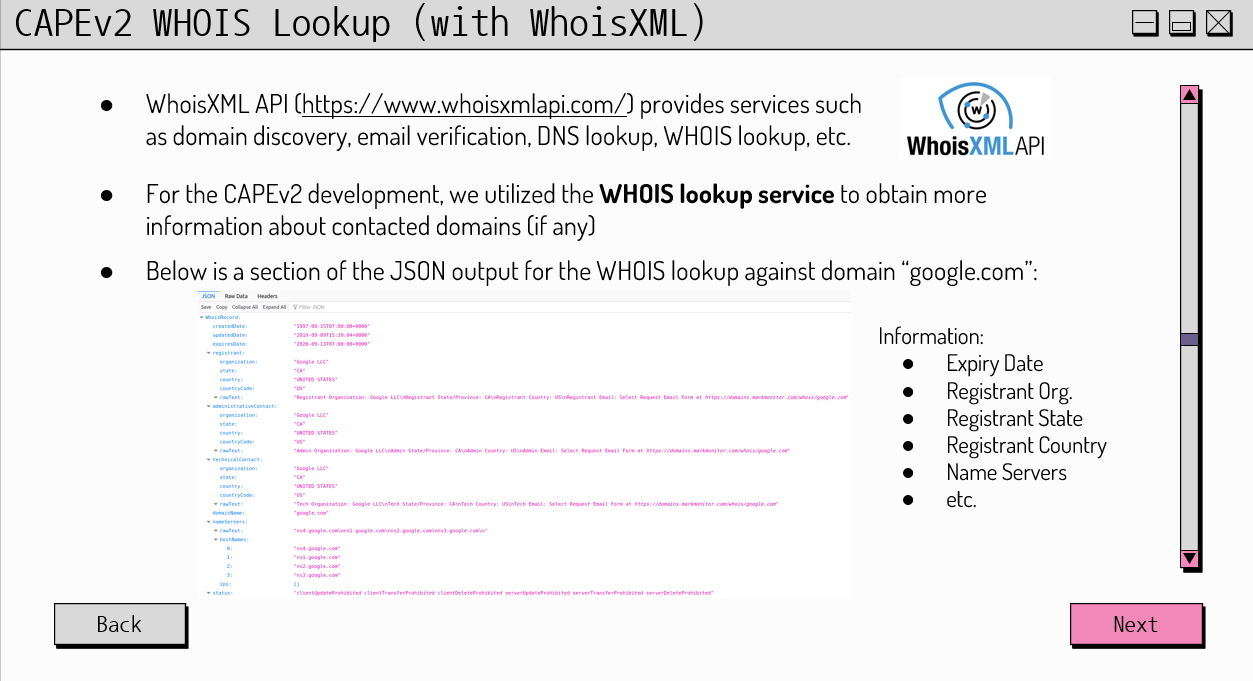 CAPEv2 WHOIS Lookup (with WhoisXML)
● WhoisXML API (https://www.whoisxmlapi.com/) provides services such
as domain discovery, email verification, DNS lookup, WHOIS lookup, etc.
WhoisXMLAPI
● For the CAPEv2 development, we utilized the WHOIS lookup service to obtain more
information about contacted domains (if any)
● Below is a section of the JSON output for the WHOIS lookup against domain “google.com”:
JSON Raw Data Headers
Save Copy Collapse All Expand All Filter JSON
WhoisRecord:
createdDate: "1997-09-15T07:00:00+0000"
updatedDate: "2019-09-09T15:39:04+0000"
expiresDate: "2028-09-13T07:00:00+0000"
registrant:
organization: "Google LLC"
state: "CA"
country: "UNITED STATES"
countryCode: "US"
rawText: "Registrant Organization: Google LLC\nRegistrant State/Province: CA\nRegistrant Country: US\nRegistrant Email: Select Request Email Form at https://domains.markmonitor.com/whois/google.com"
administrativeContact:
organization: "Google LLC"
state: "CA"
country: "UNITED STATES"
countryCode: "US"
rawText: "Admin Organization: Google LLC\nAdmin State/Province: CA\nAdmin Country: US\nAdmin Email: Select Request Email Form at https://domains.markmonitor.com/whois/google.com"
technicalContact:
organization: "Google LLC"
state: "CA"
country: "UNITED STATES"
countryCode: "US"
rawText: "Tech Organization: Google LLC\nTech State/Province: CA\nTech Country: US\nTech Email: Select Request Email Form at https://domains.markmonitor.com/whois/google.com"
domainName: "google.com"
nameServers:
rawText: "ns4.google.com\nns1.google.com\nns2.google.com\nns3.google.com\n"
hostNames:
0: "ns4.google.com"
1: "ns1.google.com"
2: "ns2.google.com"
3: "ns3.google.com"
ips: []
status: "clientUpdateProhibited clientTransferProhibited clientDeleteProhibited serverUpdateProhibited serverTransferProhibited serverDeleteProhibited"
Information:
● Expiry Date
● Registrant Org.
● Registrant State
● Registrant Country
● Name Servers
● etc.
Back
Next